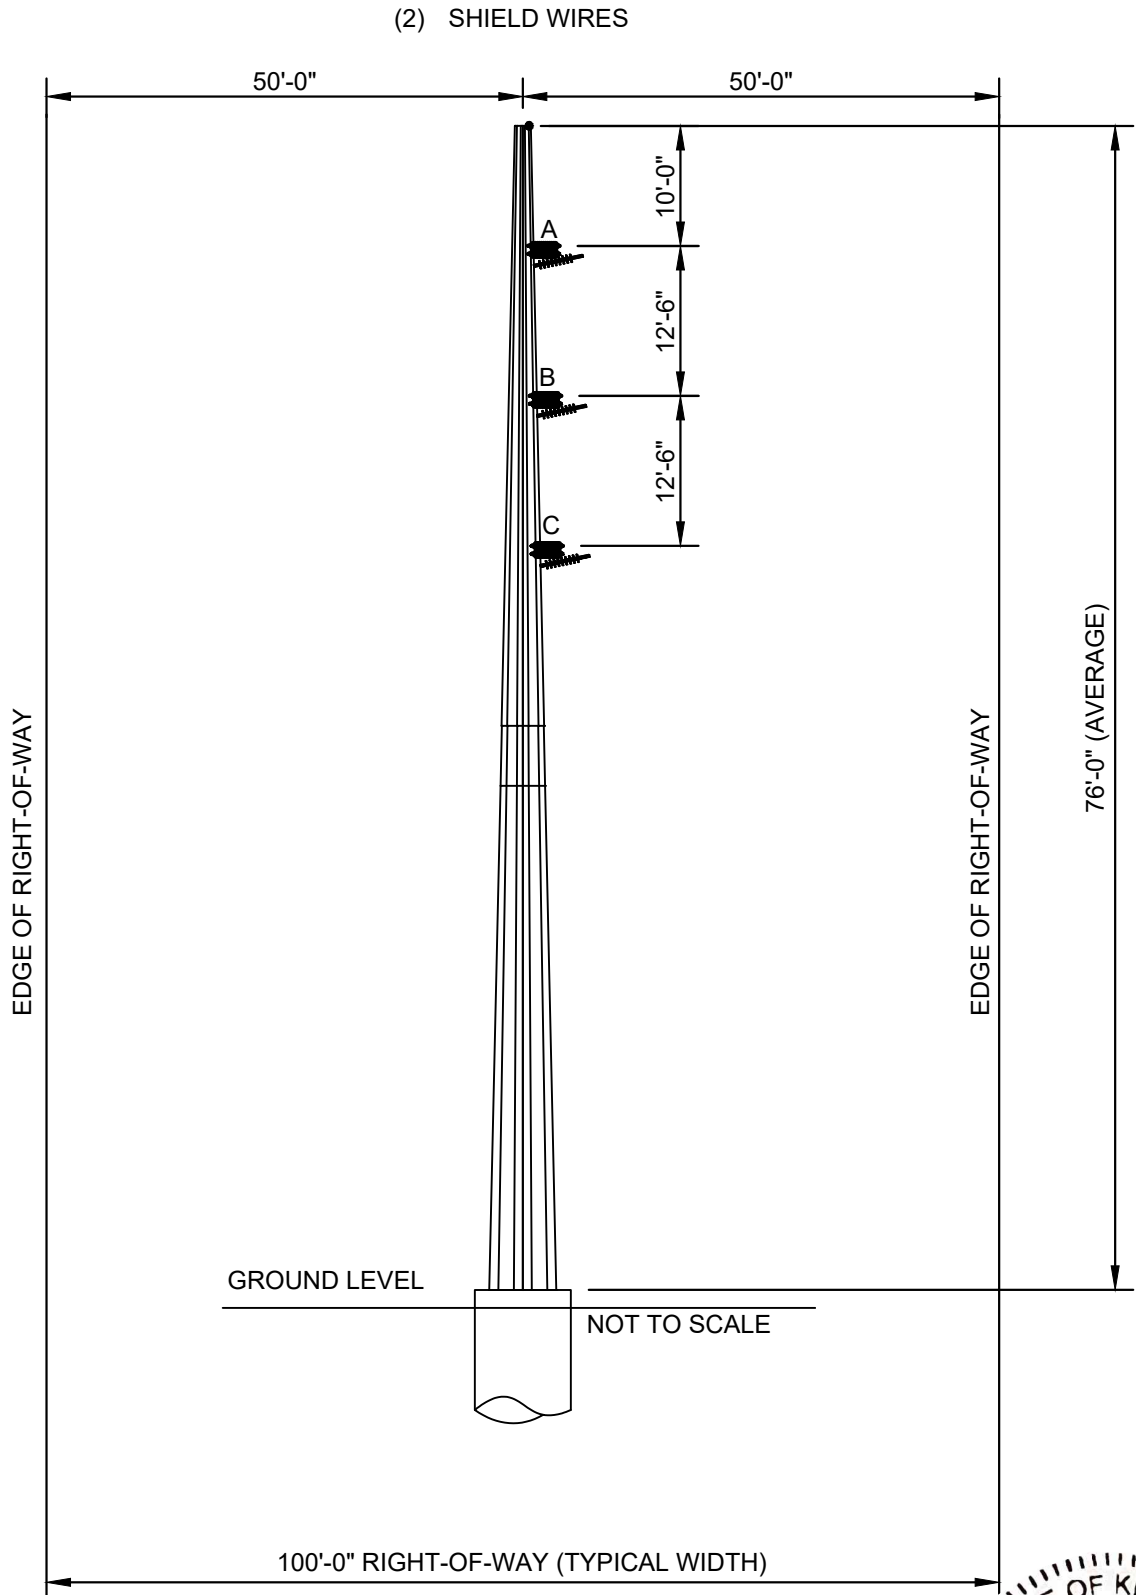 (2) SHIELD WIRES
50'-0"
50'-0"
10'-0"
A
12'-6"
B
12'-6"
C
76'-0" (AVERAGE)
EDGE OF RIGHT-OF-WAY
EDGE OF RIGHT-OF-WAY
GROUND LEVEL
NOT TO SCALE
100'-0" RIGHT-OF-WAY (TYPICAL WIDTH)
OF